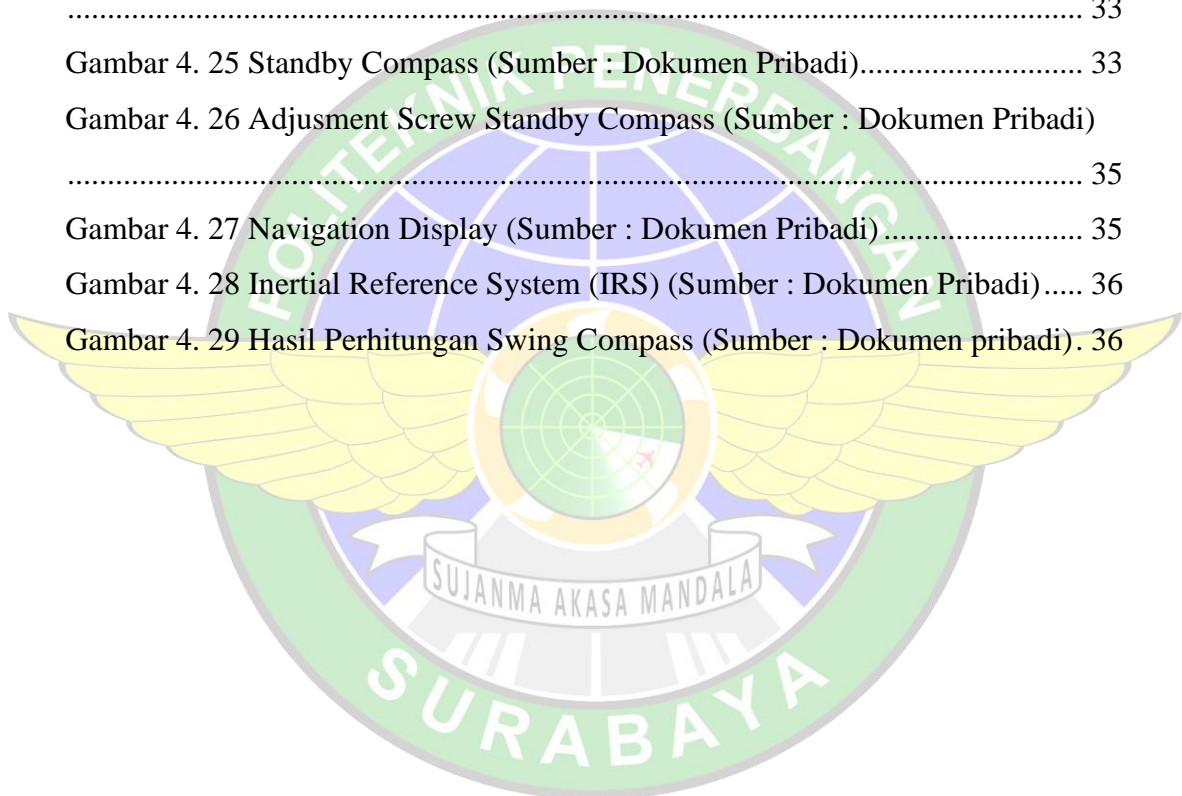 .................................................................................................................................. 33
Gambar 4. 25 Standby Compass (Sumber : Dokumen Pribadi)............................ 33
Gambar 4. 26 Adjusment Screw Standby Compass (Sumber : Dokumen Pribadi)
.................................................................................................................................. 35
Gambar 4. 27 Navigation Display (Sumber : Dokumen Pribadi) ......................... 35
Gambar 4. 28 Inertial Reference System (IRS) (Sumber : Dokumen Pribadi) ..... 36
Gambar 4. 29 Hasil Perhitungan Swing Compass (Sumber : Dokumen pribadi). 36
POLITEKNIK PENERBANGAN
SUJANMA AKASA MANDALA
SURABAYA